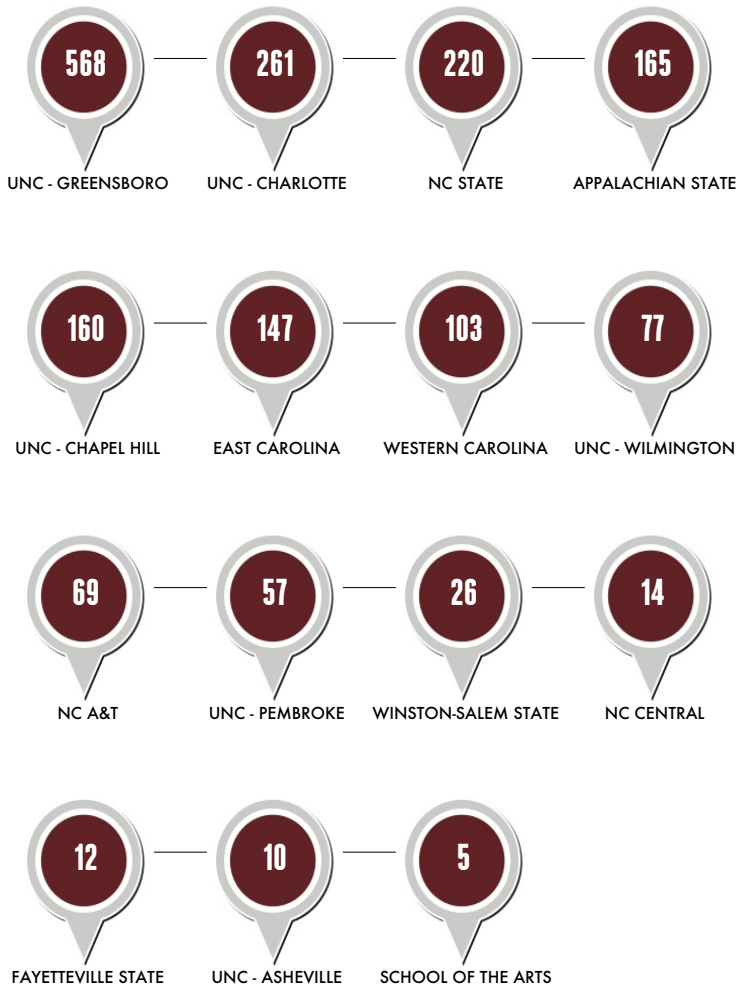 568 261 220 165
UNC - GREENSBORO UNC - CHARLOTTE NC STATE APPALACHIAN STATE
160 147 103 77
UNC - CHAPEL HILL EAST CAROLINA WESTERN CAROLINA UNC - WILMINGTON
69 57 26 14
NC A&T UNC - PEMBROKE WINSTON-SALEM STATE NC CENTRAL
12 10 5
FAYETTEVILLE STATE UNC - ASHEVILLE SCHOOL OF THE ARTS